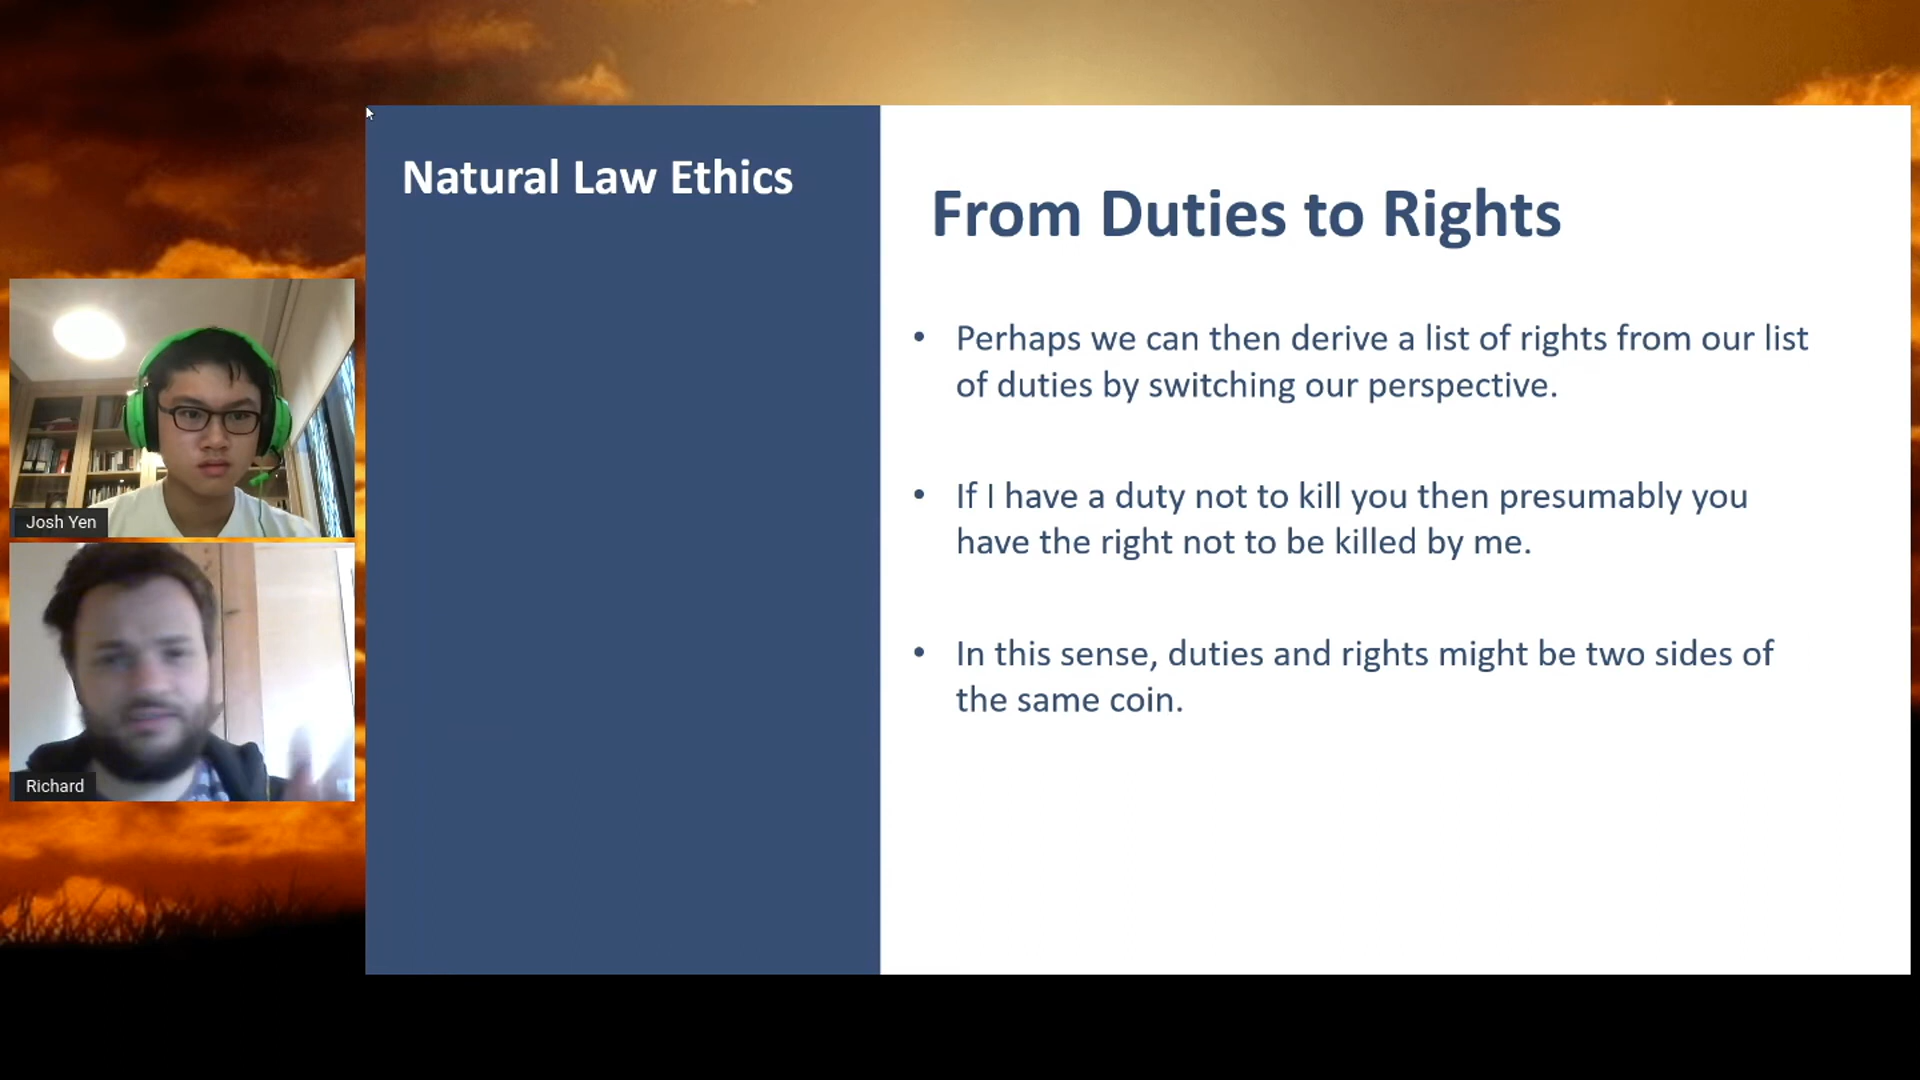 Natural Law Ethics
From Duties to Rights
• Perhaps we can then derive a list of rights from our list
of duties by switching our perspective.
• If I have a duty not to kill you then presumably you
have the right not to be killed by me.
• In this sense, duties and rights might be two sides of
the same coin.
Josh Yen
Richard